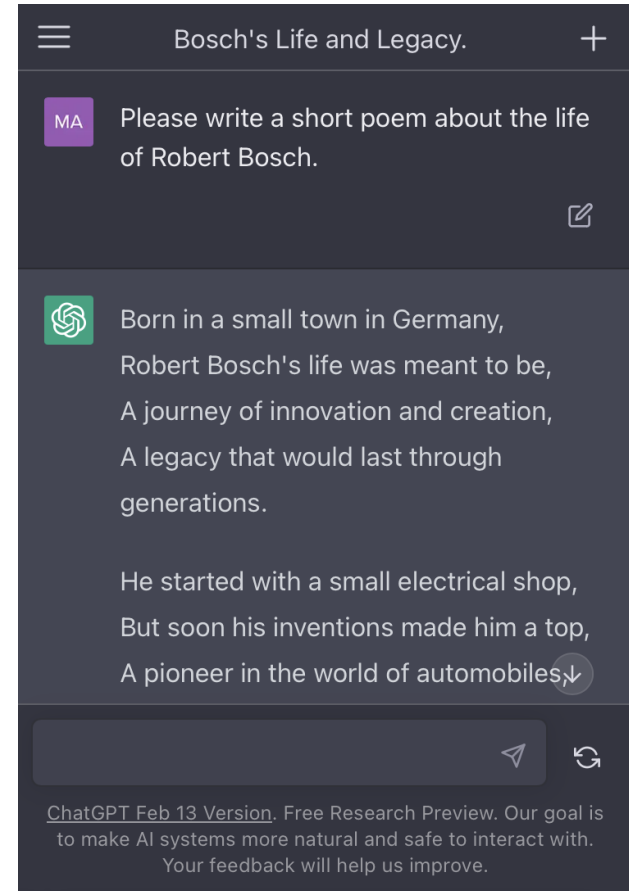 Bosch's Life and Legacy.
MA
Please write a short poem about the life
of Robert Bosch.
Born in a small town in Germany,
Robert Bosch's life was meant to be,
A journey of innovation and creation,
A legacy that would last through
generations.
He started with a small electrical shop,
But soon his inventions made him a top,
A pioneer in the world of automobiles,
ChatGPT Feb 13 Version. Free Research Preview. Our goal is
to make AI systems more natural and safe to interact with.
Your feedback will help us improve.